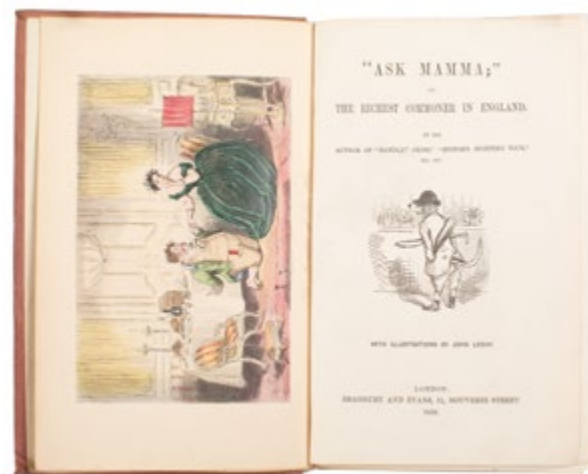 "ASK MAMMA;"
OR,
THE RICHEST COMMONER IN ENGLAND.
BY THE
AUTHOR OF "HANDLEY CROSS," "SPONGE'S SPORTING TOUR,"
ETC. ETC.
WITH ILLUSTRATIONS BY JOHN LEECH
LONDON:
BRADBURY AND EVANS, 11, BOUVERIE STREET
1858.